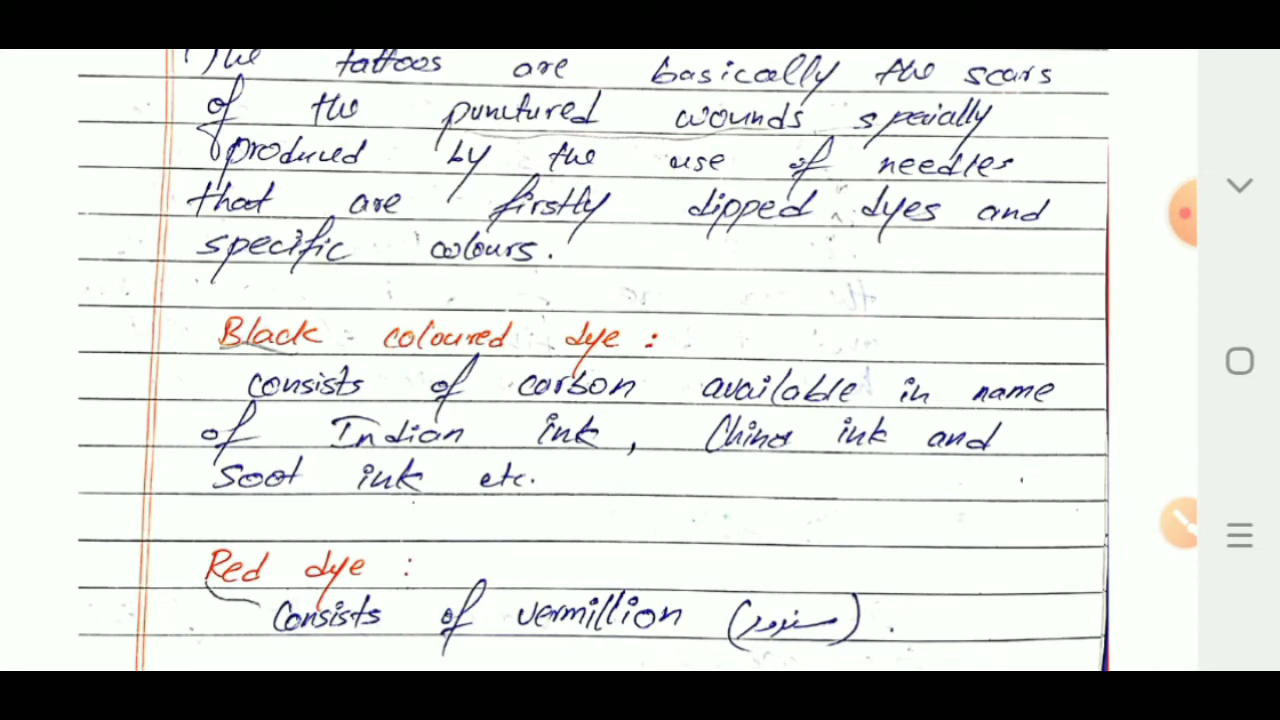 The tattoos are basically the scars
of the punctured wounds specially
produced by the use of needles
that are firstly dipped dyes and
specific colours.
Black coloured dye :
consists of carbon available in name
of Indian ink, China ink and
Soot ink etc.
Red dye :
Consists of vermillion (سندور).